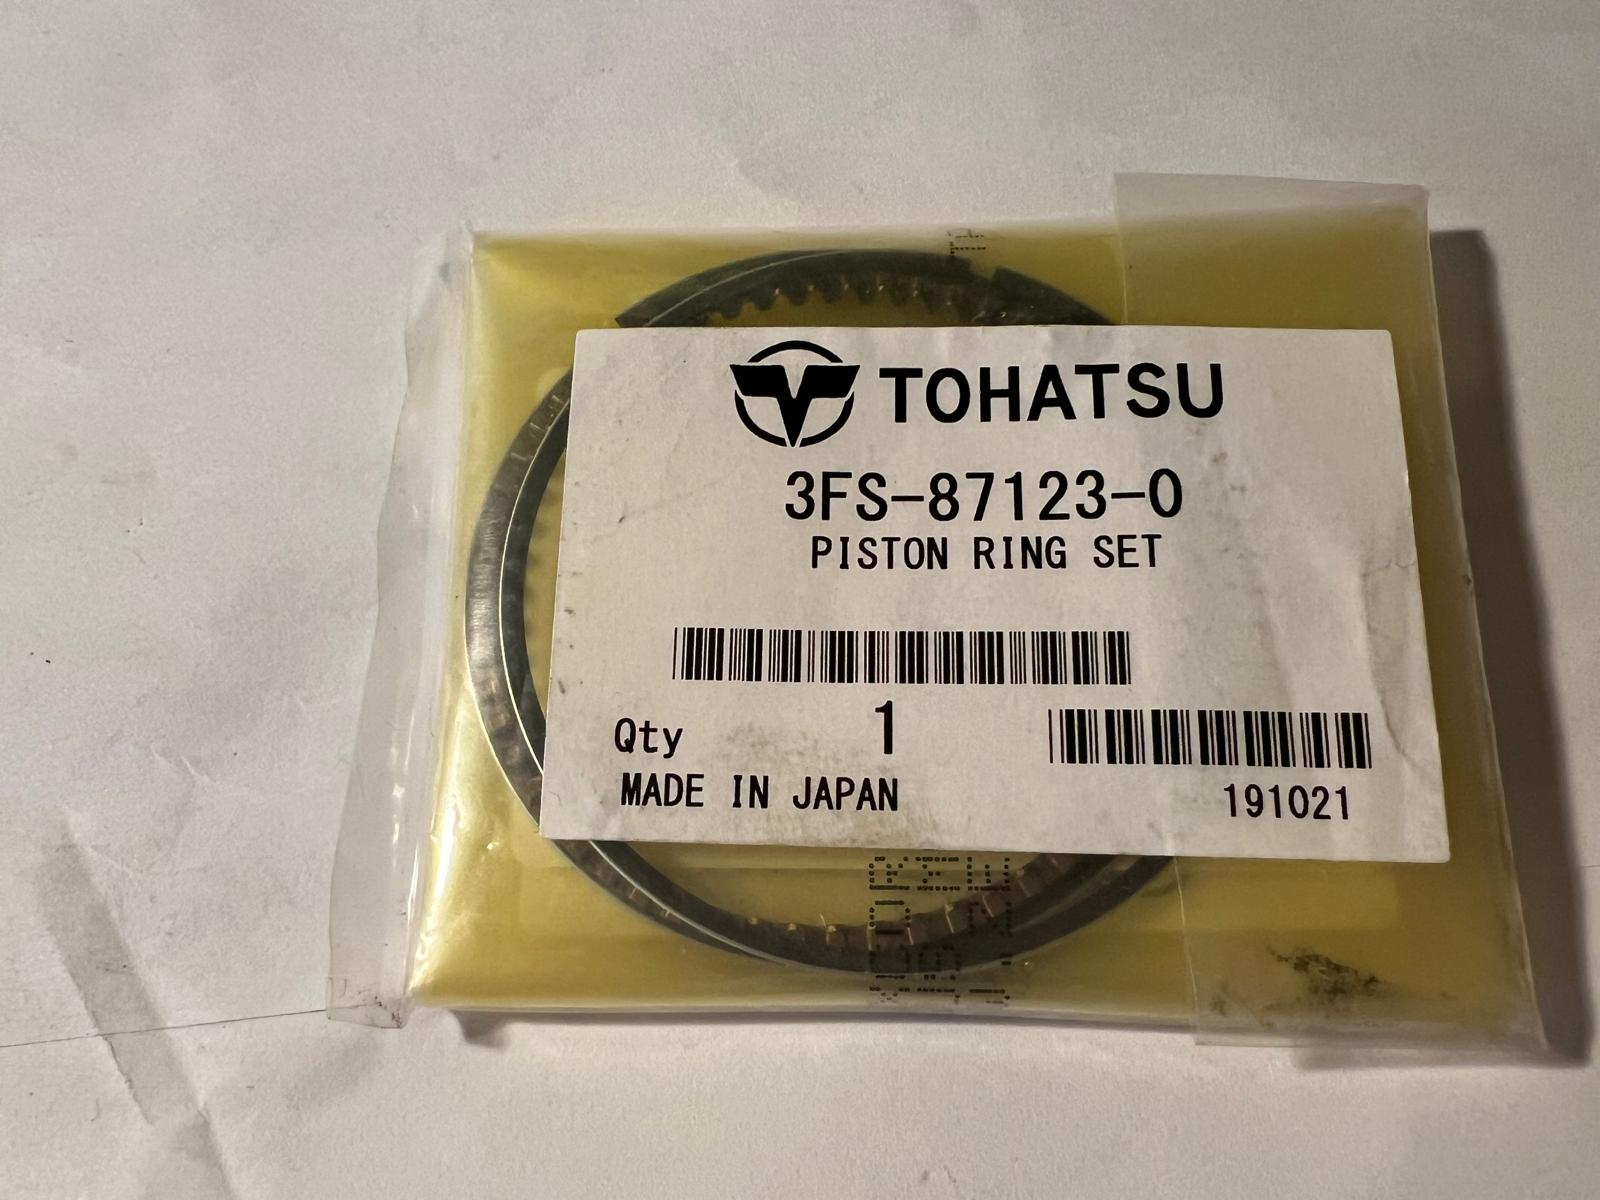 TOHATSU
3FS-87123-0
PISTON RING SET
Qty 1
MADE IN JAPAN
191021